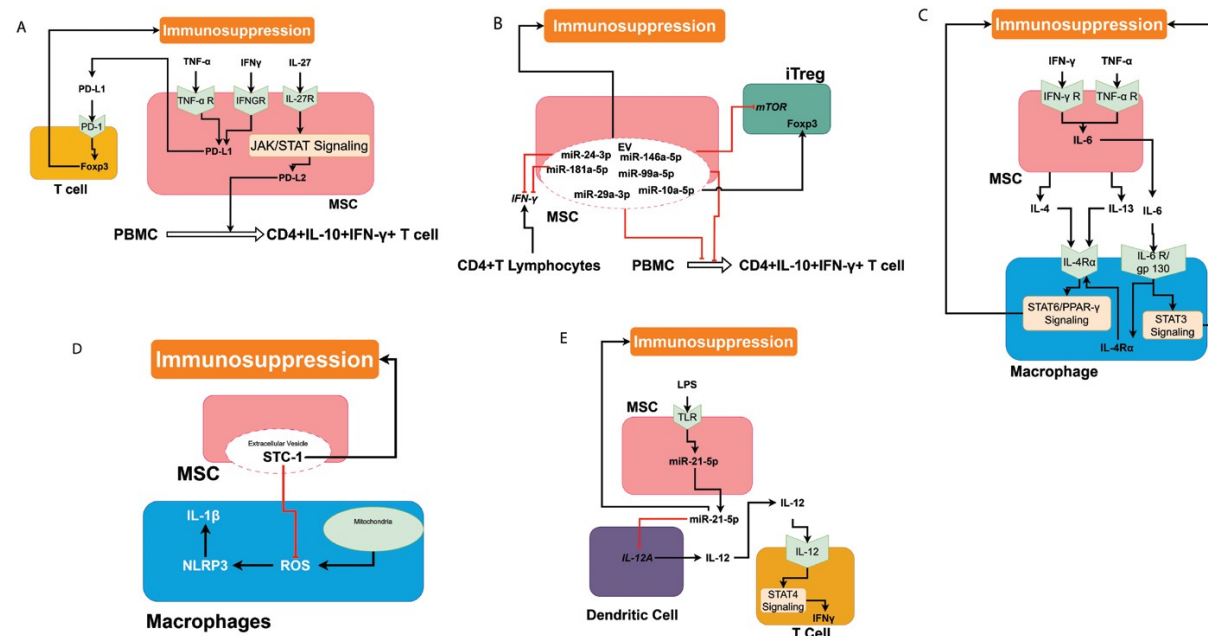 A
Immunosuppression
TNF-α
IFNγ
IL-27
PD-L1
TNF-α R
IFNGR
IL-27R
PD-1
JAK/STAT Signaling
PD-L1
Foxp3
PD-L2
T cell
MSC
PBMC
CD4+IL-10+IFN-γ+ T cell
B
Immunosuppression
iTreg
mTOR
Foxp3
EV
miR-24-3p
miR-146a-5p
miR-181a-5p
miR-99a-5p
miR-29a-3p
miR-10a-5p
IFN-γ
MSC
CD4+T Lymphocytes
PBMC
CD4+IL-10+IFN-γ+ T cell
C
Immunosuppression
IFN-γ
TNF-α
IFN-γ R
TNF-α R
IL-6
MSC
IL-4
IL-13
IL-6
IL-4Rα
IL-6 R/
gp 130
STAT6/PPAR-γ
Signaling
STAT3
Signaling
IL-4Rα
Macrophage
D
Immunosuppression
Extracellular Vesicle
STC-1
MSC
IL-1β
Mitochondria
NLRP3
ROS
Macrophages
E
Immunosuppression
LPS
MSC
TLR
miR-21-5p
miR-21-5p
IL-12
IL-12A
IL-12
IL-12
STAT4
Signaling
IFNγ
Dendritic Cell
T Cell